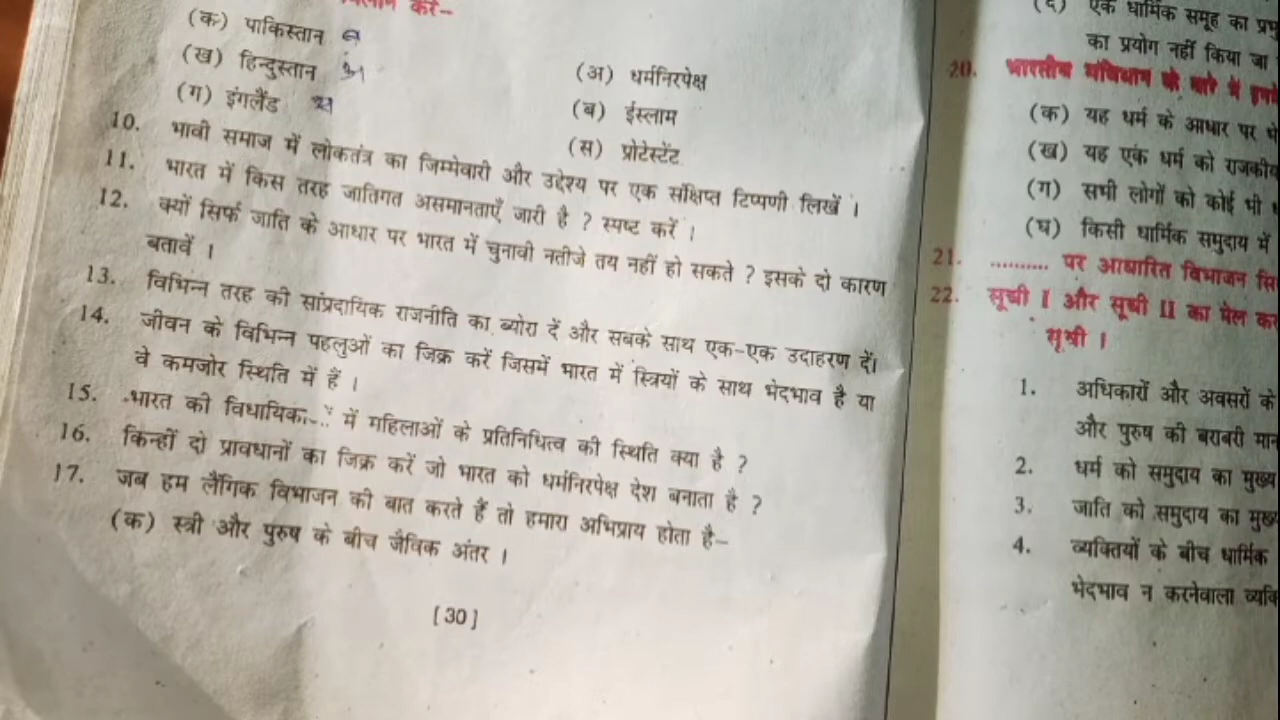 करें–
(क) पाकिस्तान ब
(ख) हिन्दुस्तान अ
(ग) इंगलैंड स
(अ) धर्मनिरपेक्ष
(ब) ईस्लाम
(स) प्रोटेस्टेंट
10. भावी समाज में लोकतंत्र का जिम्मेवारी और उद्देश्य पर एक संक्षिप्त टिप्पणी लिखें ।
11. भारत में किस तरह जातिगत असमानताएँ जारी है ? स्पष्ट करें ।
12. क्यों सिर्फ जाति के आधार पर भारत में चुनावी नतीजे तय नहीं हो सकते ? इसके दो कारण
बतावें ।
13. विभिन्न तरह की सांप्रदायिक राजनीति का ब्योरा दें और सबके साथ एक-एक उदाहरण दें।
14. जीवन के विभिन्न पहलुओं का जिक्र करें जिसमें भारत में स्त्रियों के साथ भेदभाव है या
वे कमजोर स्थिति में हैं ।
15. भारत की विधायिका में महिलाओं के प्रतिनिधित्व की स्थिति क्या है ?
16. किन्हीं दो प्रावधानों का जिक्र करें जो भारत को धर्मनिरपेक्ष देश बनाता है ?
17. जब हम लैंगिक विभाजन की बात करते हैं तो हमारा अभिप्राय होता है–
(क) स्त्री और पुरुष के बीच जैविक अंतर ।
[30]
(द) एक धार्मिक समूह का
का प्रयोग नहीं किया जा
20. भारतीय संविधान के बारे में
(क) यह धर्म के आधार पर
(ख) यह एक धर्म को
(ग) सभी लोगों को कोई भी
(घ) किसी धार्मिक समुदाय में
21. .......... पर आधारित विभाजन
22. सूची I और सूची II का मेल
सूची ।
1. अधिकारों और अवसरों के
और पुरुष की बराबरी
2. धर्म को समुदाय का मुख्य
3. जाति को समुदाय का
4. व्यक्तियों के बीच धार्मिक
भेदभाव न करनेवाला